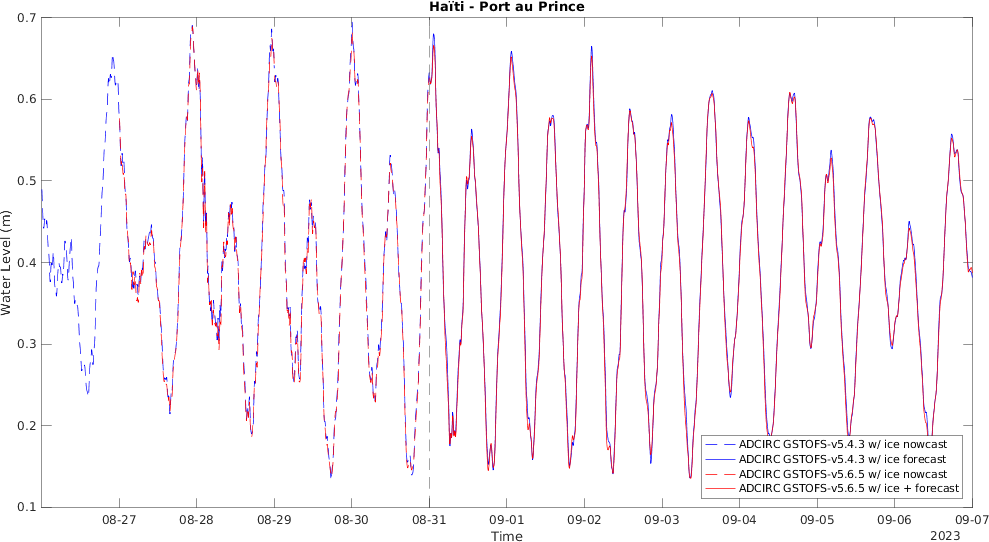 Haïti - Port au Prince
0.7
0.6
0.5
0.4
0.3
0.2
0.1
Water Level (m)
ADCIRC GSTOFS-v5.4.3 w/ ice nowcast
ADCIRC GSTOFS-v5.4.3 w/ ice forecast
ADCIRC GSTOFS-v5.6.5 w/ ice nowcast
ADCIRC GSTOFS-v5.6.5 w/ ice + forecast
08-27 08-28 08-29 08-30 08-31 09-01 09-02 09-03 09-04 09-05 09-06 09-07
Time
2023